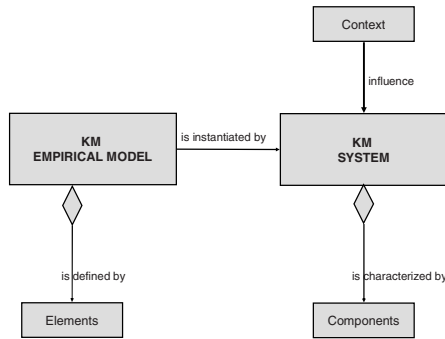 Context
influence
KM
EMPIRICAL MODEL
is instantiated by
KM
SYSTEM
is defined by
is characterized by
Elements
Components